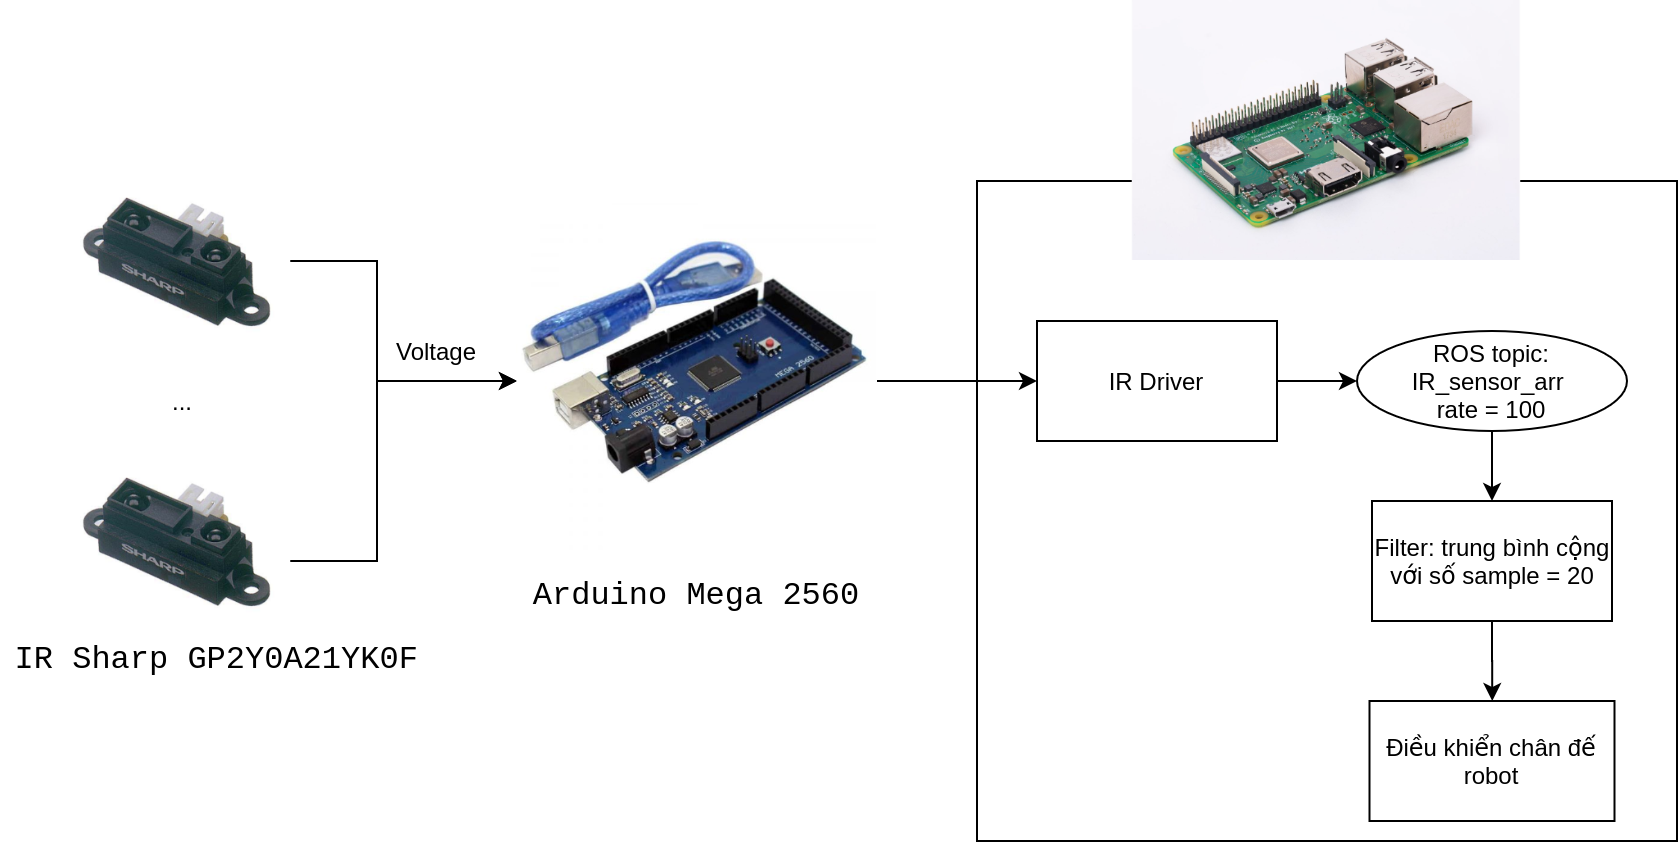 SHARP
Voltage
...
SHARP
IR Sharp GP2Y0A21YK0F
MEGA 2560
Arduino Mega 2560
IR Driver
ROS topic:
IR_sensor_arr
rate = 100
Filter: trung bình cộng
với số sample = 20
Điều khiển chân đế
robot